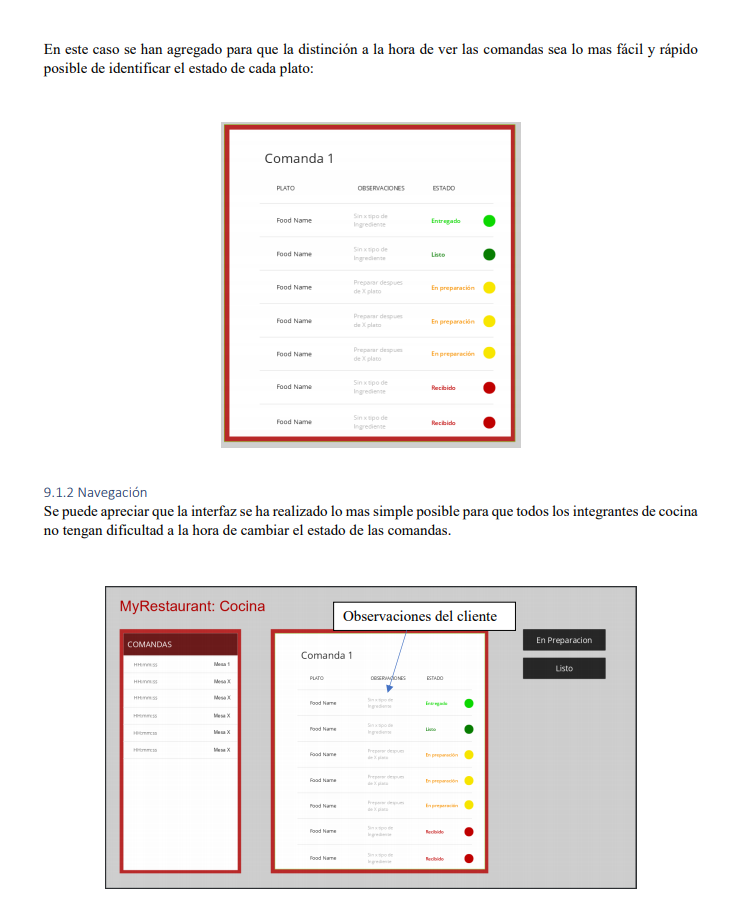 En este caso se han agregado para que la distinción a la hora de ver las comandas sea lo mas fácil y rápido
posible de identificar el estado de cada plato:
Comanda 1
PLATO OBSERVACIONES ESTADO
Food Name Sin x tipo de Ingrediente Entregado
Food Name Sin x tipo de Ingrediente Listo
Food Name Preparar despues de X plato En preparación
Food Name Preparar despues de X plato En preparación
Food Name Preparar despues de X plato En preparación
Food Name Sin x tipo de Ingrediente Recibido
Food Name Sin x tipo de Ingrediente Recibido
9.1.2 Navegación
Se puede apreciar que la interfaz se ha realizado lo mas simple posible para que todos los integrantes de cocina
no tengan dificultad a la hora de cambiar el estado de las comandas.
MyRestaurant: Cocina
Observaciones del cliente
COMANDAS
HH:mm:ss Mesa 1
HH:mm:ss Mesa X
HH:mm:ss Mesa X
HH:mm:ss Mesa X
HH:mm:ss Mesa X
HH:mm:ss Mesa X
Comanda 1
PLATO OBSERVACIONES ESTADO
Food Name Sin x tipo de Ingrediente Entregado
Food Name Sin x tipo de Ingrediente Listo
Food Name Preparar despues de X plato En preparación
Food Name Preparar despues de X plato En preparación
Food Name Preparar despues de X plato En preparación
Food Name Sin x tipo de Ingrediente Recibido
Food Name Sin x tipo de Ingrediente Recibido
En Preparacion
Listo